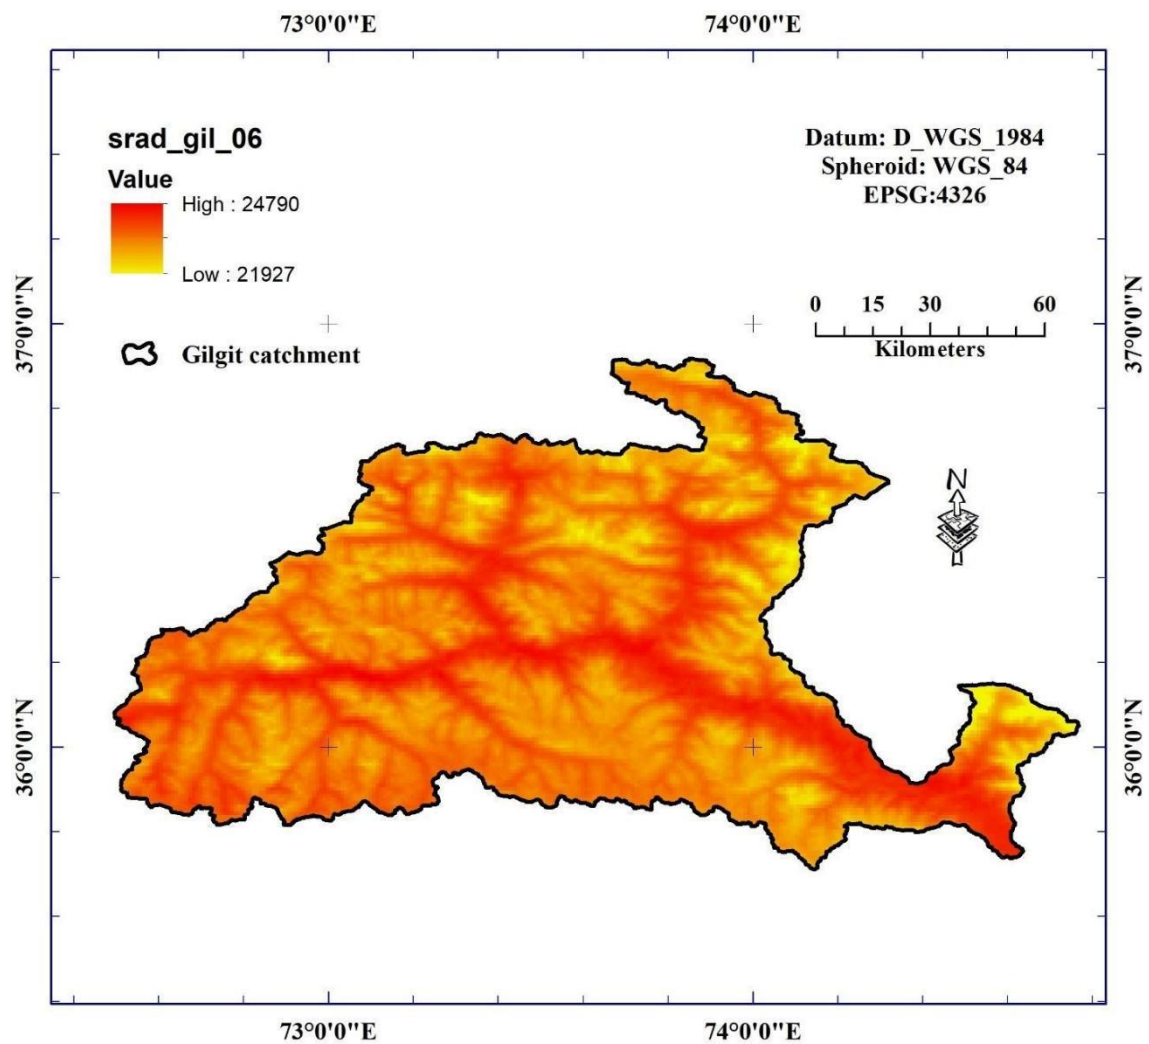 73°0'0"E 74°0'0"E
srad_gil_06
Value
High : 24790
Low : 21927
Gilgit catchment
Datum: D_WGS_1984
Spheroid: WGS_84
EPSG:4326
0 15 30 60
Kilometers
37°0'0"N
37°0'0"N
N
36°0'0"N
36°0'0"N
73°0'0"E 74°0'0"E